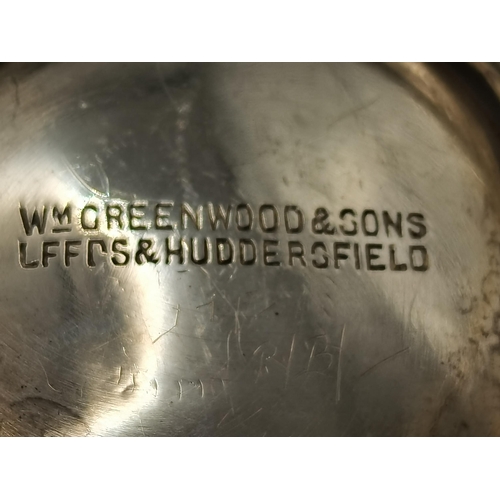 WM GREENWOOD & SONS
LEEDS & HUDDERSFIELD